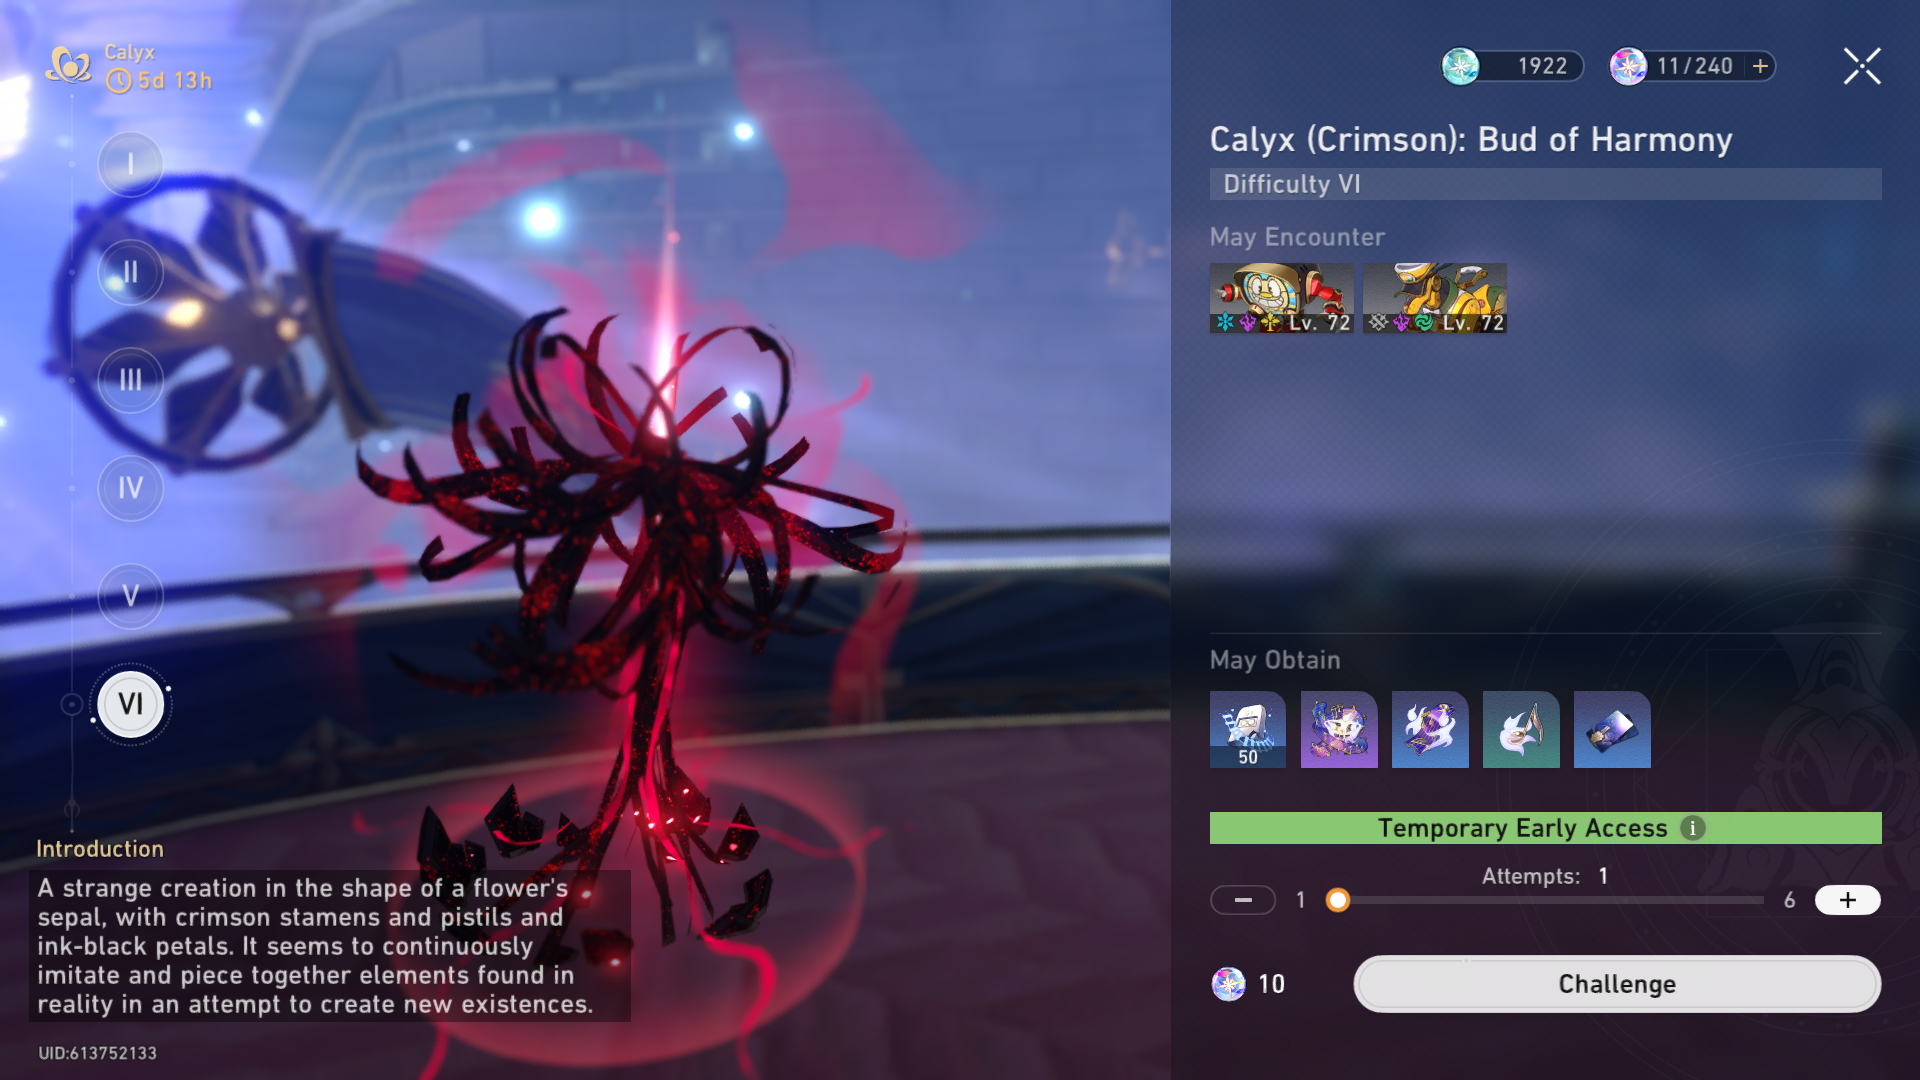 Calyx
5d 13h
I
II
III
IV
V
VI
Introduction
A strange creation in the shape of a flower's
sepal, with crimson stamens and pistils and
ink-black petals. It seems to continuously
imitate and piece together elements found in
reality in an attempt to create new existences.
UID:613752133
1922
11/240 +
Calyx (Crimson): Bud of Harmony
Difficulty VI
May Encounter
Lv. 72
Lv. 72
May Obtain
50
Temporary Early Access i
Attempts: 1
1
6
10
Challenge